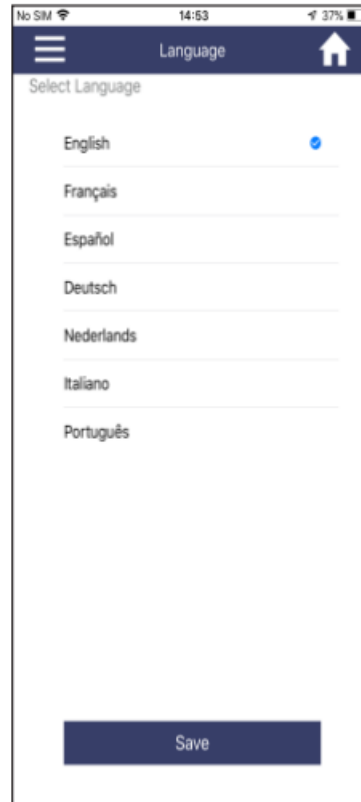 No SIM 14:53 37%
Language
Select Language
English
Français
Español
Deutsch
Nederlands
Italiano
Português
Save